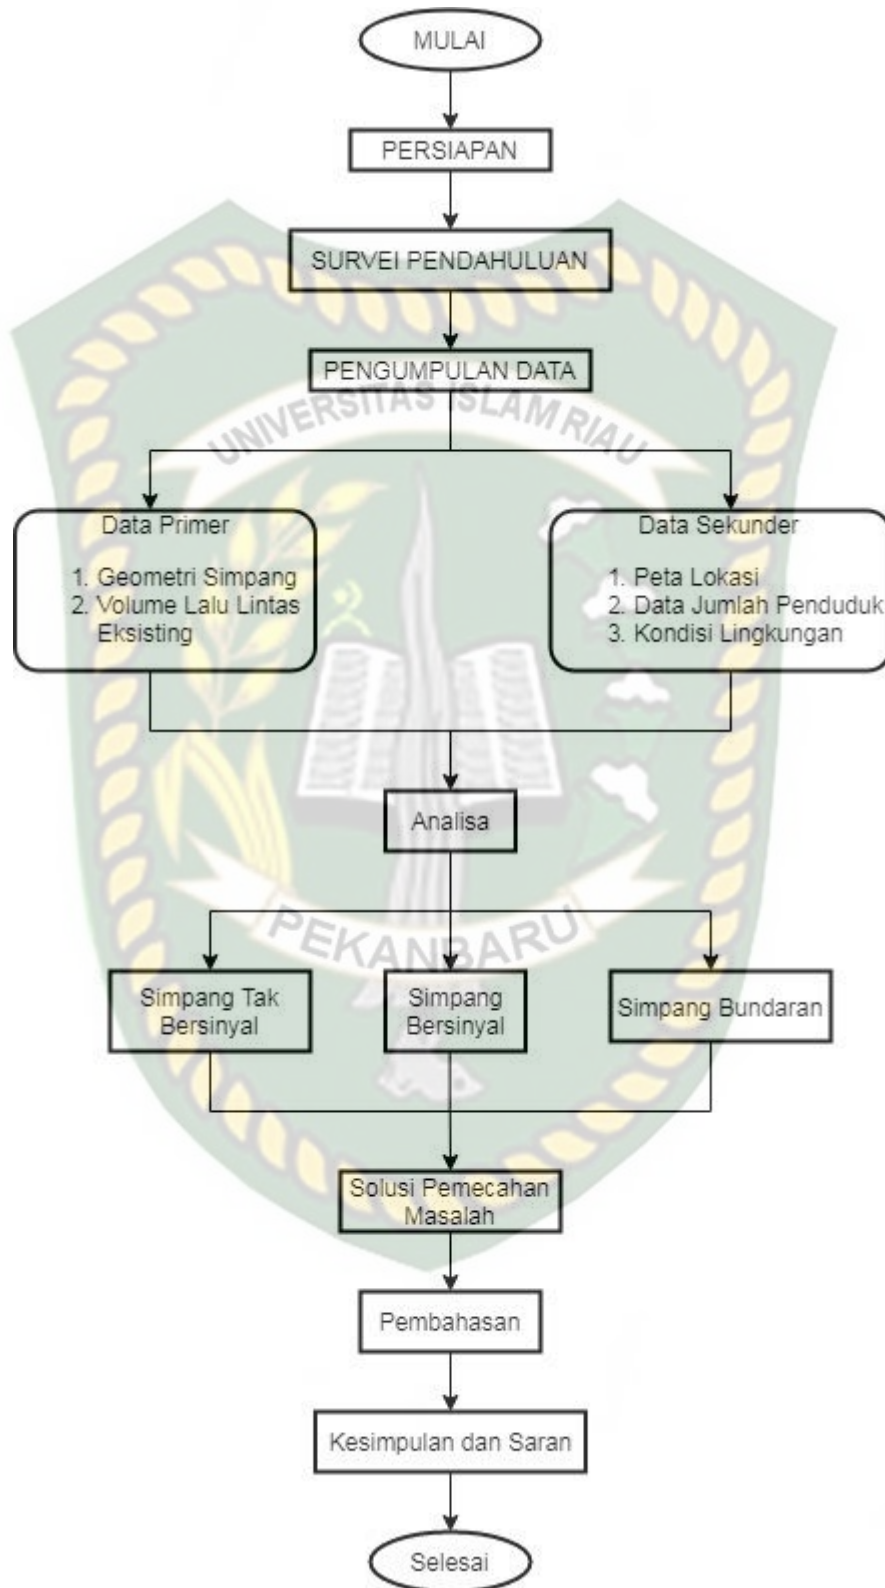 MULAI
PERSIAPAN
SURVEI PENDAHULUAN
PENGUMPULAN DATA
UNIVERSITAS ISLAM RIAU
Data Primer
1. Geometri Simpang
2. Volume Lalu Lintas
Eksisting
Data Sekunder
1. Peta Lokasi
2. Data Jumlah Penduduk
3. Kondisi Lingkungan
Analisa
PEKANBARU
Simpang Tak
Bersinyal
Simpang
Bersinyal
Simpang Bundaran
Solusi Pemecahan
Masalah
Pembahasan
Kesimpulan dan Saran
Selesai